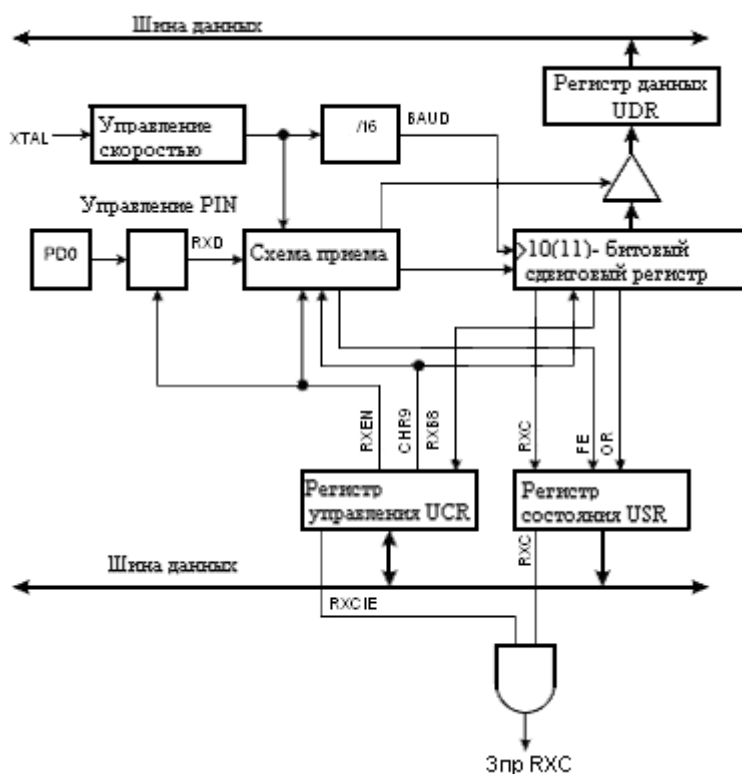 Шина данных
Регистр данных
UDR
XTAL
Управление
скоростью
/16
BAUD
Управление PIN
PD0
RXD
Схема приема
10(11)- битовый
сдвиговый регистр
RXEN
CHR9
RXB8
RXC
FE
OR
Регистр
управления UCR
Регистр
состояния USR
Шина данных
RXC
RXCIE
Зпр RXC